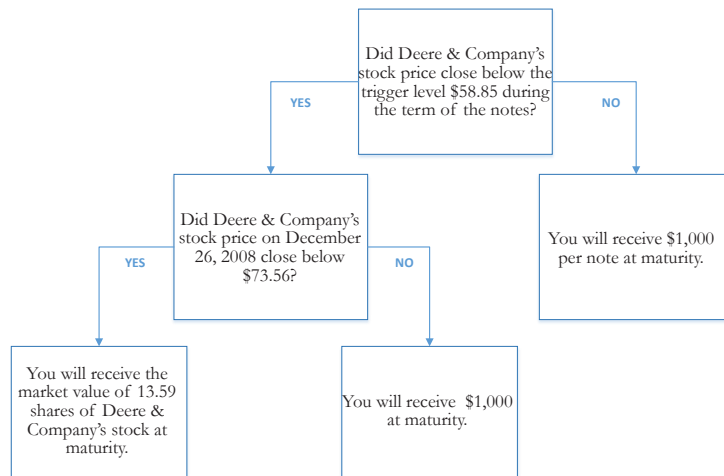 Did Deere & Company’s
stock price close below the
trigger level $58.85 during
the term of the notes?
YES
NO
Did Deere & Company’s
stock price on December
26, 2008 close below
$73.56?
You will receive $1,000
per note at maturity.
YES
NO
You will receive the
market value of 13.59
shares of Deere &
Company’s stock at
maturity.
You will receive $1,000
at maturity.